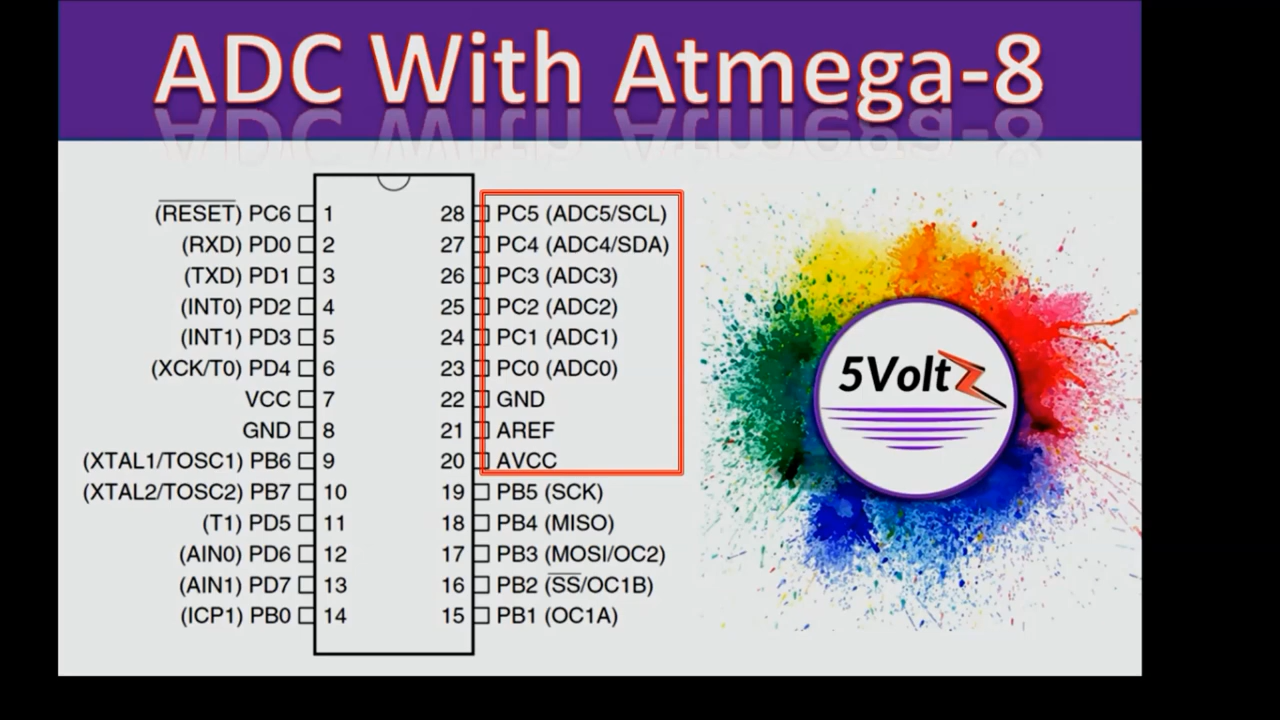 ADC With Atmega-8
(RESET) PC6 1 28 PC5 (ADC5/SCL)
(RXD) PD0 2 27 PC4 (ADC4/SDA)
(TXD) PD1 3 26 PC3 (ADC3)
(INT0) PD2 4 25 PC2 (ADC2)
(INT1) PD3 5 24 PC1 (ADC1)
(XCK/T0) PD4 6 23 PC0 (ADC0)
VCC 7 22 GND
GND 8 21 AREF
(XTAL1/TOSC1) PB6 9 20 AVCC
(XTAL2/TOSC2) PB7 10 19 PB5 (SCK)
(T1) PD5 11 18 PB4 (MISO)
(AIN0) PD6 12 17 PB3 (MOSI/OC2)
(AIN1) PD7 13 16 PB2 (SS/OC1B)
(ICP1) PB0 14 15 PB1 (OC1A)
5Volt